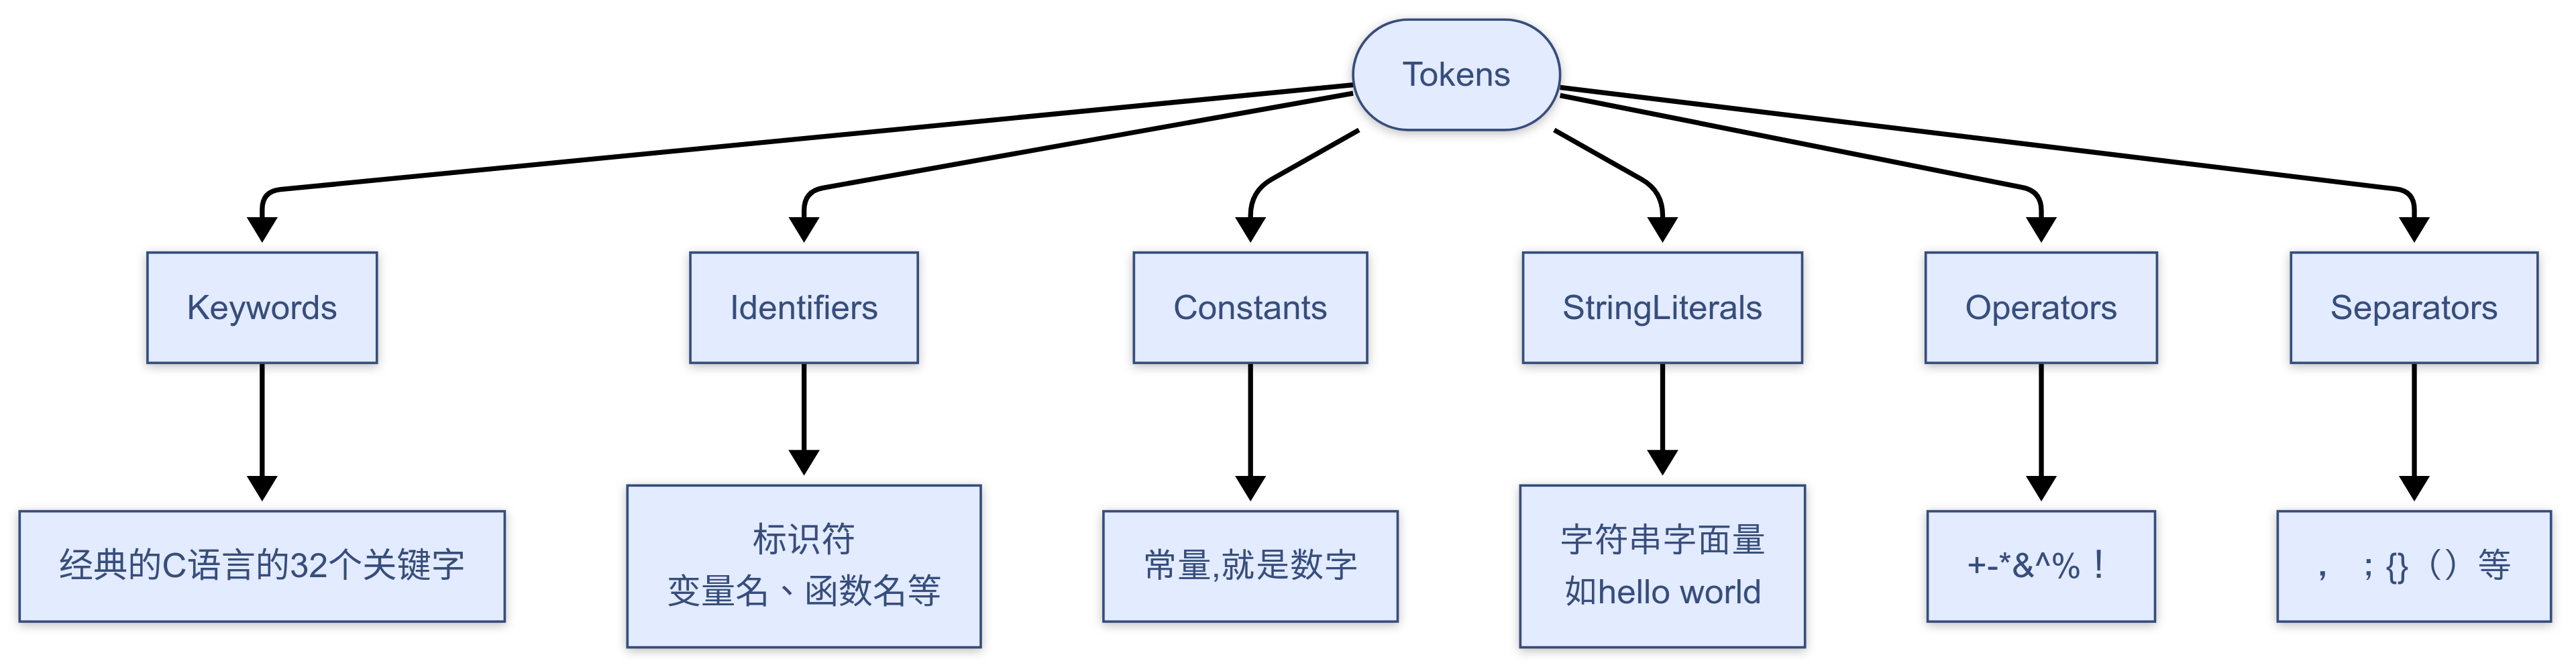 Tokens
Keywords
Identifiers
Constants
StringLiterals
Operators
Separators
经典的C语言的32个关键字
标识符
变量名、函数名等
常量,就是数字
字符串字面量
如hello world
+-*&^%！
， ；{}（）等